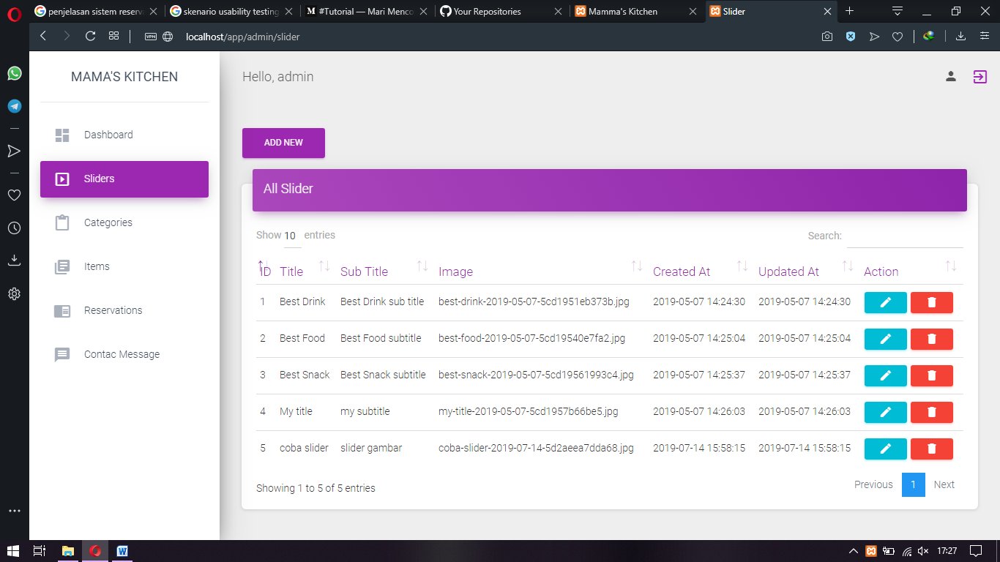 penjelasan sistem reserv
skenario usability testing
#Tutorial — Mari Menco
Your Repositories
Mamma's Kitchen
Slider
VPN
localhost/app/admin/slider
MAMA'S KITCHEN
Dashboard
Sliders
Categories
Items
Reservations
Contac Message
Hello, admin
ADD NEW
All Slider
Show 10 entries
Search:
ID Title Sub Title Image Created At Updated At Action
1 Best Drink Best Drink sub title best-drink-2019-05-07-5cd1951eb373b.jpg 2019-05-07 14:24:30 2019-05-07 14:24:30
2 Best Food Best Food subtitle best-food-2019-05-07-5cd19540e7fa2.jpg 2019-05-07 14:25:04 2019-05-07 14:25:04
3 Best Snack Best Snack subtitle best-snack-2019-05-07-5cd19561993c4.jpg 2019-05-07 14:25:37 2019-05-07 14:25:37
4 My title my subtitle my-title-2019-05-07-5cd1957b66be5.jpg 2019-05-07 14:26:03 2019-05-07 14:26:03
5 coba slider slider gambar coba-slider-2019-07-14-5d2aeea7dda68.jpg 2019-07-14 15:58:15 2019-07-14 15:58:15
Showing 1 to 5 of 5 entries
Previous 1 Next
17:27